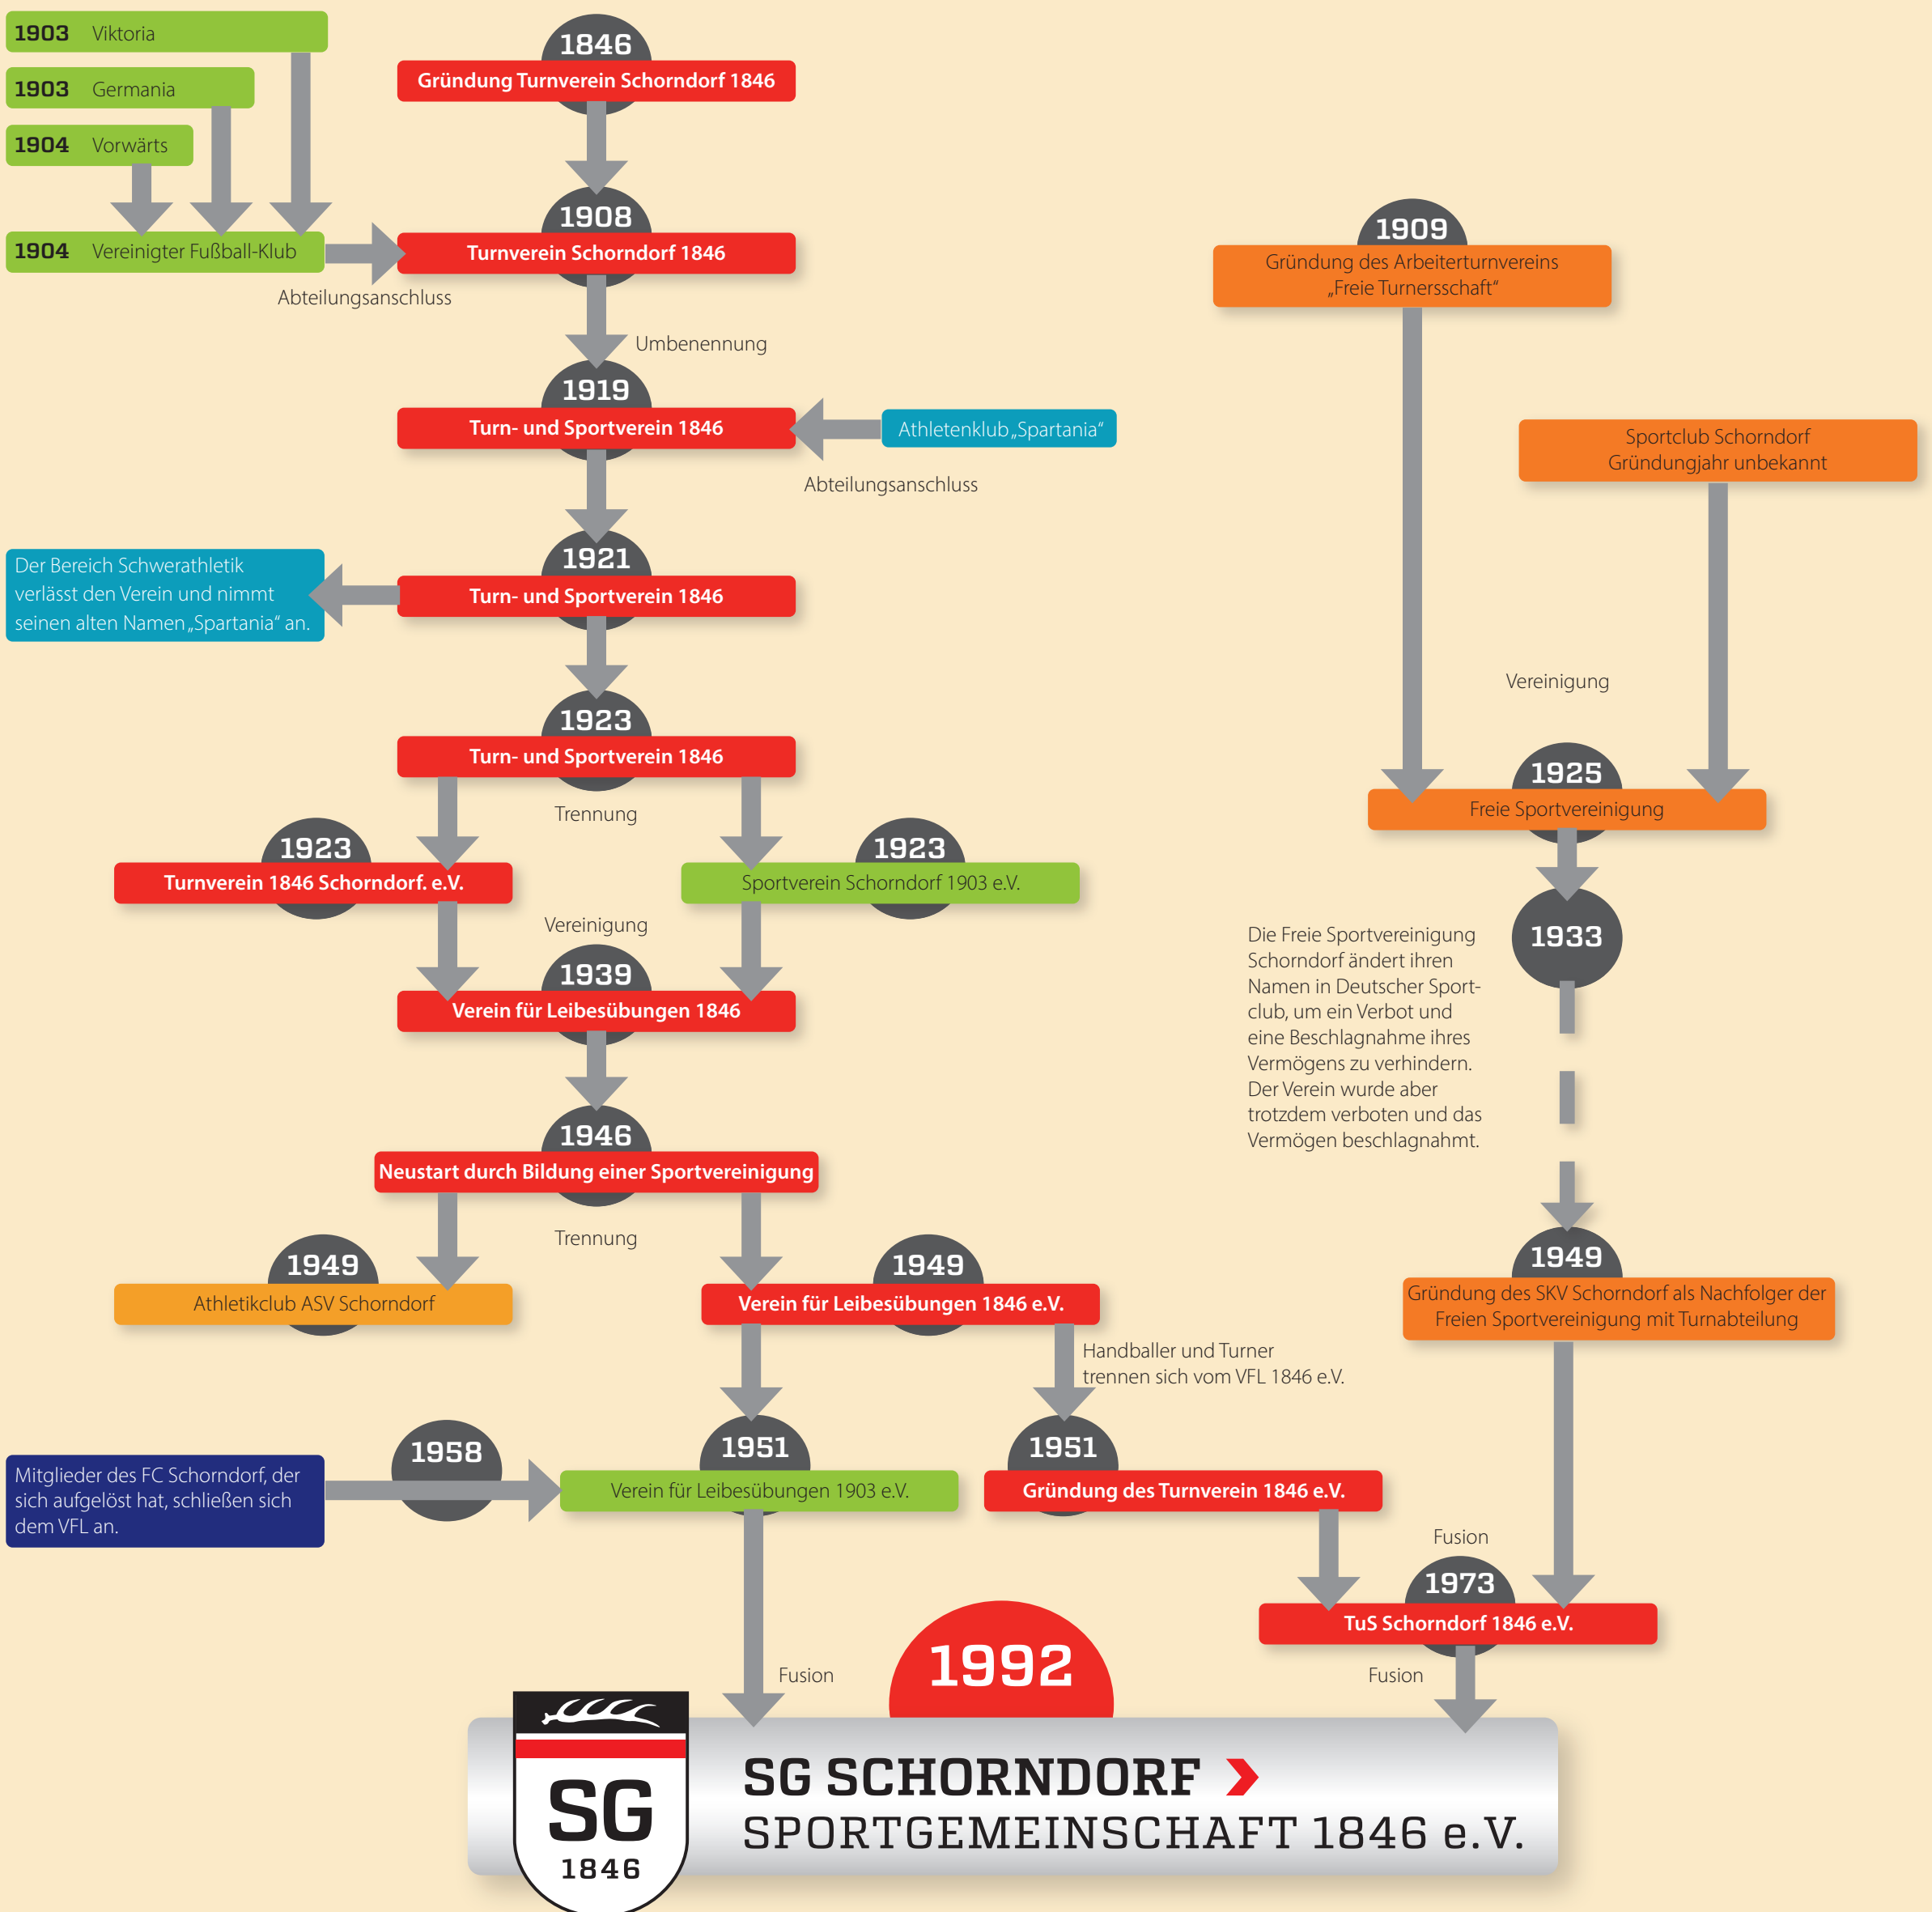 1903 Viktoria
1903 Germania
1904 Vorwärts
1904 Vereinigter Fußball-Klub
Abteilungsanschluss
1846
Gründung Turnverein Schorndorf 1846
1908
Turnverein Schorndorf 1846
Umbenennung
1919
Turn- und Sportverein 1846
Athletenklub „Spartania“
Abteilungsanschluss
1921
Turn- und Sportverein 1846
Der Bereich Schwerathletik
verlässt den Verein und nimmt
seinen alten Namen „Spartania“ an.
1923
Turn- und Sportverein 1846
Trennung
1923
Turnverein 1846 Schorndorf. e.V.
1923
Sportverein Schorndorf 1903 e.V.
Vereinigung
1939
Verein für Leibesübungen 1846
1946
Neustart durch Bildung einer Sportvereinigung
Trennung
1949
Athletikclub ASV Schorndorf
1949
Verein für Leibesübungen 1846 e.V.
Handballer und Turner
trennen sich vom VFL 1846 e.V.
1958
Mitglieder des FC Schorndorf, der
sich aufgelöst hat, schließen sich
dem VFL an.
1951
Verein für Leibesübungen 1903 e.V.
1951
Gründung des Turnverein 1846 e.V.
1909
Gründung des Arbeiterturnvereins
„Freie Turnersschaft“
Sportclub Schorndorf
Gründungjahr unbekannt
Vereinigung
1925
Freie Sportvereinigung
1933
Die Freie Sportvereinigung
Schorndorf ändert ihren
Namen in Deutscher Sport-
club, um ein Verbot und
eine Beschlagnahme ihres
Vermögens zu verhindern.
Der Verein wurde aber
trotzdem verboten und das
Vermögen beschlagnahmt.
1949
Gründung des SKV Schorndorf als Nachfolger der
Freien Sportvereinigung mit Turnabteilung
Fusion
1973
TuS Schorndorf 1846 e.V.
Fusion
Fusion
1992
SG
1846
SG SCHORNDORF
SPORTGEMEINSCHAFT 1846 e.V.